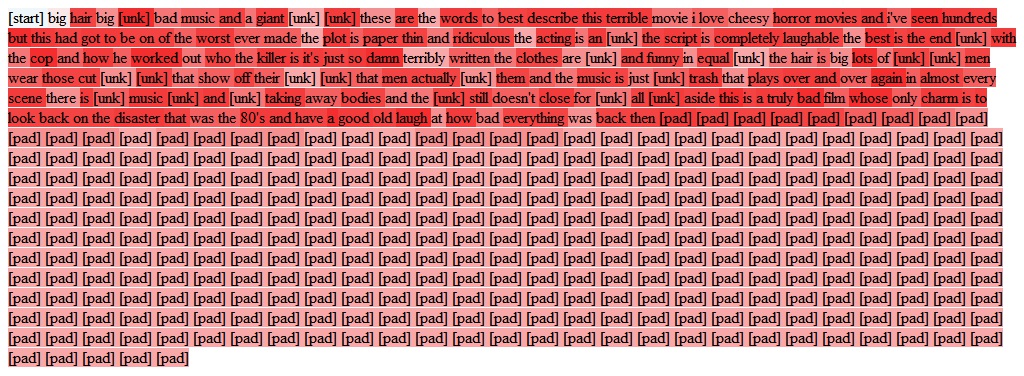 [start] big hair big [unk] bad music and a giant [unk] [unk] these are the words to best describe this terrible movie i love cheesy horror movies and i've seen hundreds
but this had got to be on of the worst ever made the plot is paper thin and ridiculous the acting is an [unk] the script is completely laughable the best is the end [unk] with
the cop and how he worked out who the killer is it's just so damn terribly written the clothes are [unk] and funny in equal [unk] the hair is big lots of [unk] [unk] men
wear those cut [unk] [unk] that show off their [unk] [unk] that men actually [unk] them and the music is just [unk] trash that plays over and over again in almost every
scene there is [unk] music [unk] and [unk] taking away bodies and the [unk] still doesn't close for [unk] all [unk] aside this is a truly bad film whose only charm is to
look back on the disaster that was the 80's and have a good old laugh at how bad everything was back then [pad] [pad] [pad] [pad] [pad] [pad] [pad] [pad] [pad]
[pad] [pad] [pad] [pad] [pad] [pad] [pad] [pad] [pad] [pad] [pad] [pad] [pad] [pad] [pad] [pad] [pad] [pad] [pad] [pad] [pad] [pad] [pad] [pad] [pad] [pad] [pad]
[pad] [pad] [pad] [pad] [pad] [pad] [pad] [pad] [pad] [pad] [pad] [pad] [pad] [pad] [pad] [pad] [pad] [pad] [pad] [pad] [pad] [pad] [pad] [pad] [pad] [pad] [pad]
[pad] [pad] [pad] [pad] [pad] [pad] [pad] [pad] [pad] [pad] [pad] [pad] [pad] [pad] [pad] [pad] [pad] [pad] [pad] [pad] [pad] [pad] [pad] [pad] [pad] [pad] [pad]
[pad] [pad] [pad] [pad] [pad] [pad] [pad] [pad] [pad] [pad] [pad] [pad] [pad] [pad] [pad] [pad] [pad] [pad] [pad] [pad] [pad] [pad] [pad] [pad] [pad] [pad] [pad]
[pad] [pad] [pad] [pad] [pad] [pad] [pad] [pad] [pad] [pad] [pad] [pad] [pad] [pad] [pad] [pad] [pad] [pad] [pad] [pad] [pad] [pad] [pad] [pad] [pad] [pad] [pad]
[pad] [pad] [pad] [pad] [pad] [pad] [pad] [pad] [pad] [pad] [pad] [pad] [pad] [pad] [pad] [pad] [pad] [pad] [pad] [pad] [pad] [pad] [pad] [pad] [pad] [pad] [pad]
[pad] [pad] [pad] [pad] [pad] [pad] [pad] [pad] [pad] [pad] [pad] [pad] [pad] [pad] [pad] [pad] [pad] [pad] [pad] [pad] [pad] [pad] [pad] [pad] [pad] [pad] [pad]
[pad] [pad] [pad] [pad] [pad] [pad] [pad] [pad] [pad] [pad] [pad] [pad] [pad] [pad] [pad] [pad] [pad] [pad] [pad] [pad] [pad] [pad] [pad] [pad] [pad] [pad] [pad]
[pad] [pad] [pad] [pad] [pad] [pad] [pad] [pad] [pad] [pad] [pad] [pad] [pad] [pad] [pad] [pad] [pad] [pad] [pad] [pad] [pad] [pad] [pad] [pad] [pad] [pad] [pad]
[pad] [pad] [pad] [pad] [pad] [pad] [pad] [pad] [pad] [pad] [pad] [pad] [pad] [pad] [pad] [pad] [pad] [pad] [pad] [pad] [pad] [pad] [pad] [pad] [pad] [pad] [pad]
[pad] [pad] [pad] [pad] [pad] [pad] [pad] [pad] [pad] [pad] [pad] [pad] [pad] [pad] [pad] [pad] [pad] [pad] [pad] [pad] [pad] [pad] [pad] [pad] [pad] [pad] [pad]
[pad] [pad] [pad] [pad] [pad]